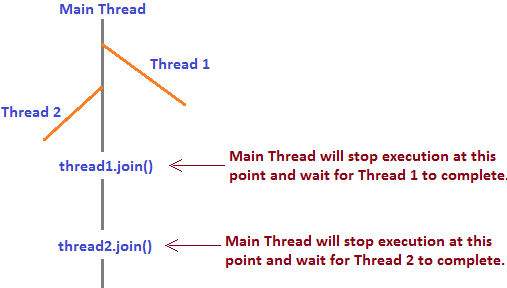 Main Thread
Thread 1
Thread 2
thread1.join()
Main Thread will stop execution at this
point and wait for Thread 1 to complete.
thread2.join()
Main Thread will stop execution at this
point and wait for Thread 2 to complete.